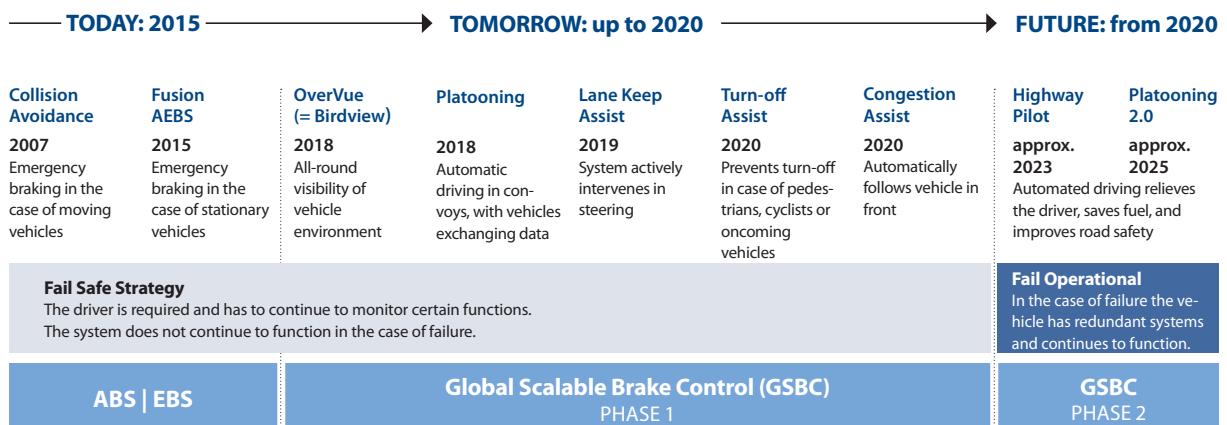 TODAY: 2015
TOMORROW: up to 2020
FUTURE: from 2020
Collision
Avoidance
2007
Emergency
braking in the
case of moving
vehicles
Fusion
AEBS
2015
Emergency
braking in the
case of stationary
vehicles
OverVue
(= Birdview)
2018
All-round
visibility of
vehicle
environment
Platooning
2018
Automatic
driving in con-
voys, with vehicles
exchanging data
Lane Keep
Assist
2019
System actively
intervenes in
steering
Turn-off
Assist
2020
Prevents turn-off
in case of pedes-
trians, cyclists or
oncoming
vehicles
Congestion
Assist
2020
Automatically
follows vehicle in
front
Highway
Pilot
approx.
2023
Platooning
2.0
approx.
2025
Automated driving relieves
the driver, saves fuel, and
improves road safety
Fail Safe Strategy
The driver is required and has to continue to monitor certain functions.
The system does not continue to function in the case of failure.
Fail Operational
In the case of failure the ve-
hicle has redundant systems
and continues to function.
ABS | EBS
Global Scalable Brake Control (GSBC)
PHASE 1
GSBC
PHASE 2